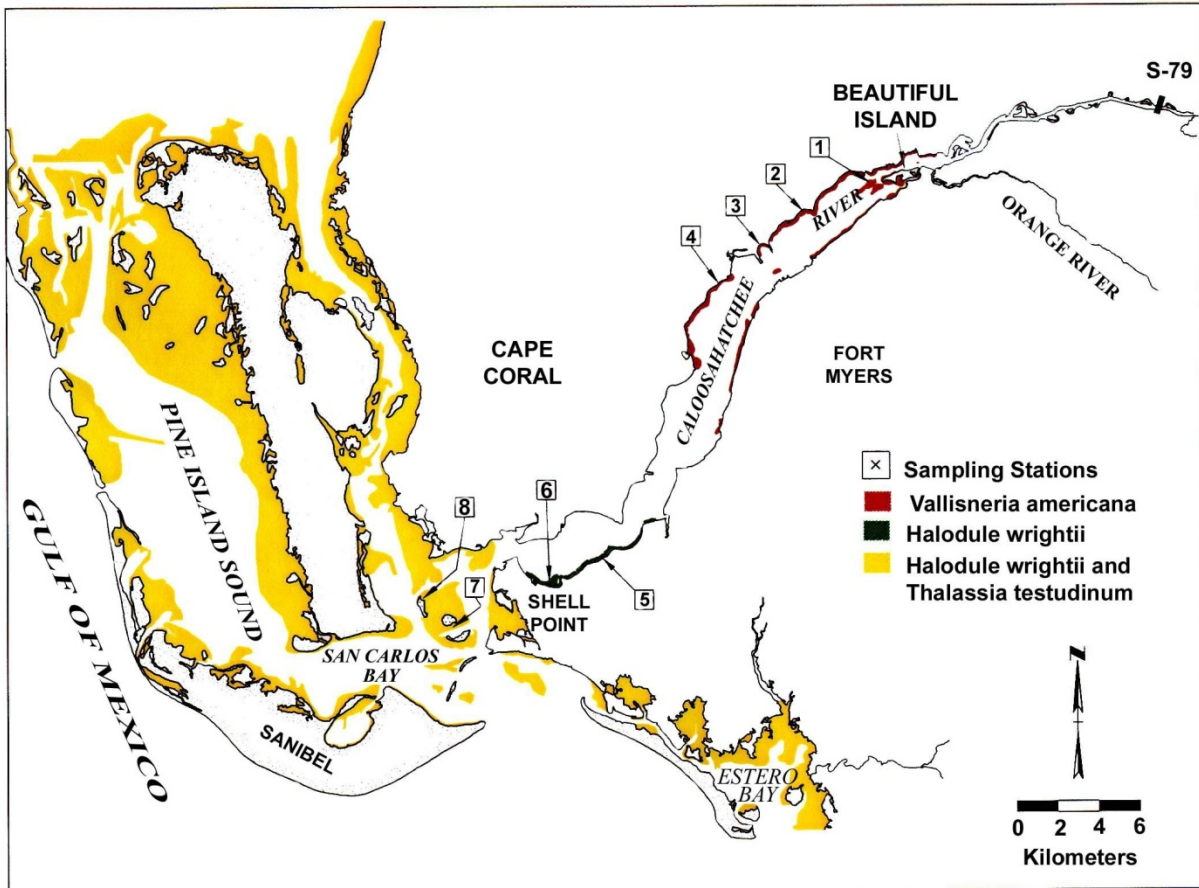 S-79
BEAUTIFUL
ISLAND
1
2
3
4
RIVER
ORANGE RIVER
CALOOSAHATCHEE
CAPE
CORAL
FORT
MYERS
PINE ISLAND SOUND
GULF OF MEXICO
Sampling Stations
Vallisneria americana
Halodule wrightii
Halodule wrightii and
Thalassia testudinum
8
6
7
5
SHELL
POINT
SAN CARLOS
BAY
SANIBEL
ESTERO
BAY
N
0 2 4 6
Kilometers